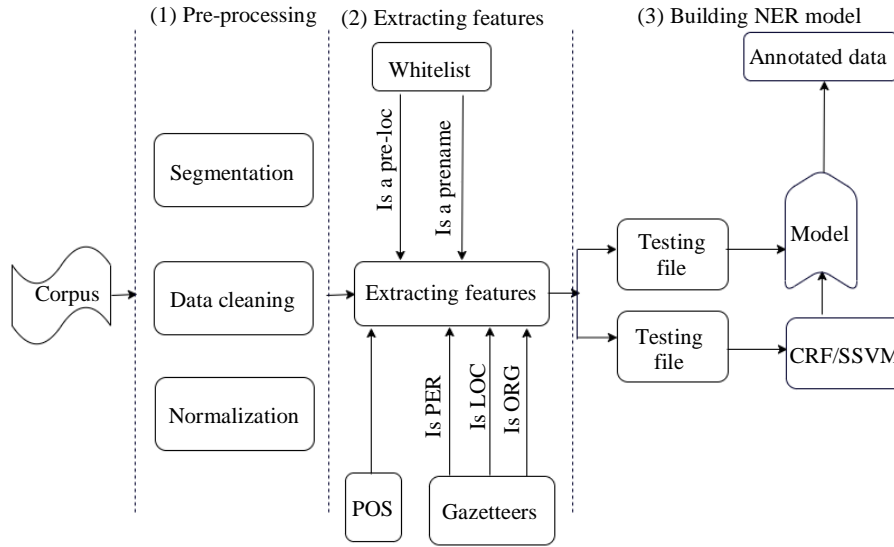 (1) Pre-processing
(2) Extracting features
(3) Building NER model
Whitelist
Annotated data
Is a pre-loc
Is a prename
Segmentation
Testing
file
Model
Corpus
Data cleaning
Extracting features
Testing
file
CRF/SSVM
Normalization
Is PER
Is LOC
Is ORG
POS
Gazetteers